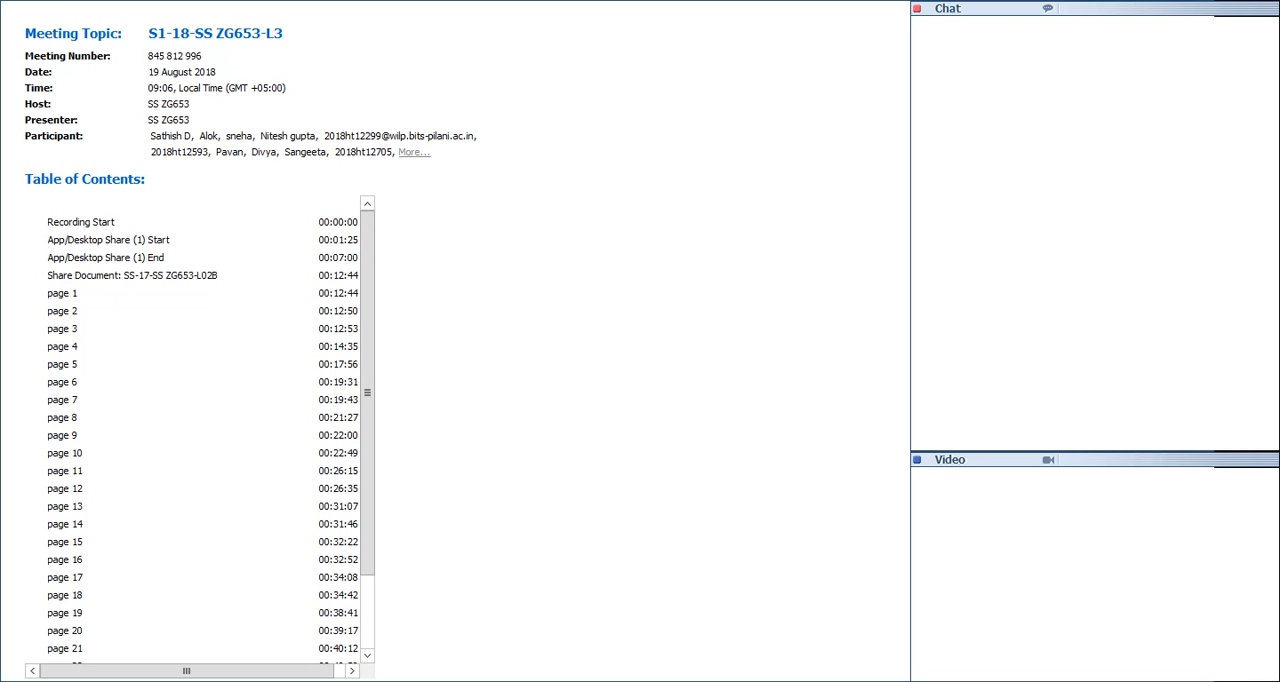 Meeting Topic: S1-18-SS ZG653-L3
Meeting Number: 845 812 996
Date: 19 August 2018
Time: 09:06, Local Time (GMT +05:00)
Host: SS ZG653
Presenter: SS ZG653
Participant: Sathish D, Alok, sneha, Nitesh gupta, 2018ht12299@wilp.bits-pilani.ac.in,
2018ht12593, Pavan, Divya, Sangeeta, 2018ht12705, More...
Table of Contents:
Recording Start 00:00:00
App/Desktop Share (1) Start 00:01:25
App/Desktop Share (1) End 00:07:00
Share Document: SS-17-SS ZG653-L02B 00:12:44
page 1 00:12:44
page 2 00:12:50
page 3 00:12:53
page 4 00:14:35
page 5 00:17:56
page 6 00:19:31
page 7 00:19:43
page 8 00:21:27
page 9 00:22:00
page 10 00:22:49
page 11 00:26:15
page 12 00:26:35
page 13 00:31:07
page 14 00:31:46
page 15 00:32:22
page 16 00:32:52
page 17 00:34:08
page 18 00:34:42
page 19 00:38:41
page 20 00:39:17
page 21 00:40:12
Chat
Video